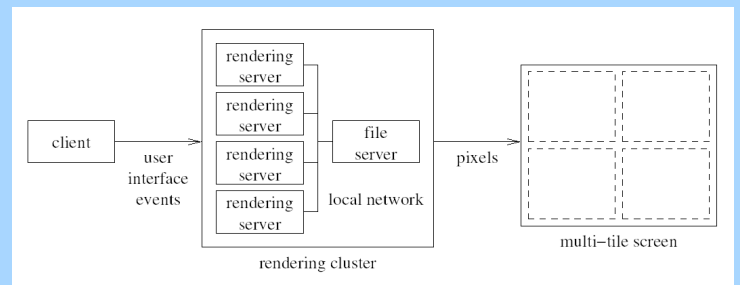 rendering
server
rendering
server
rendering
server
rendering
server
file
server
client
user
interface
events
local network
pixels
rendering cluster
multi−tile screen